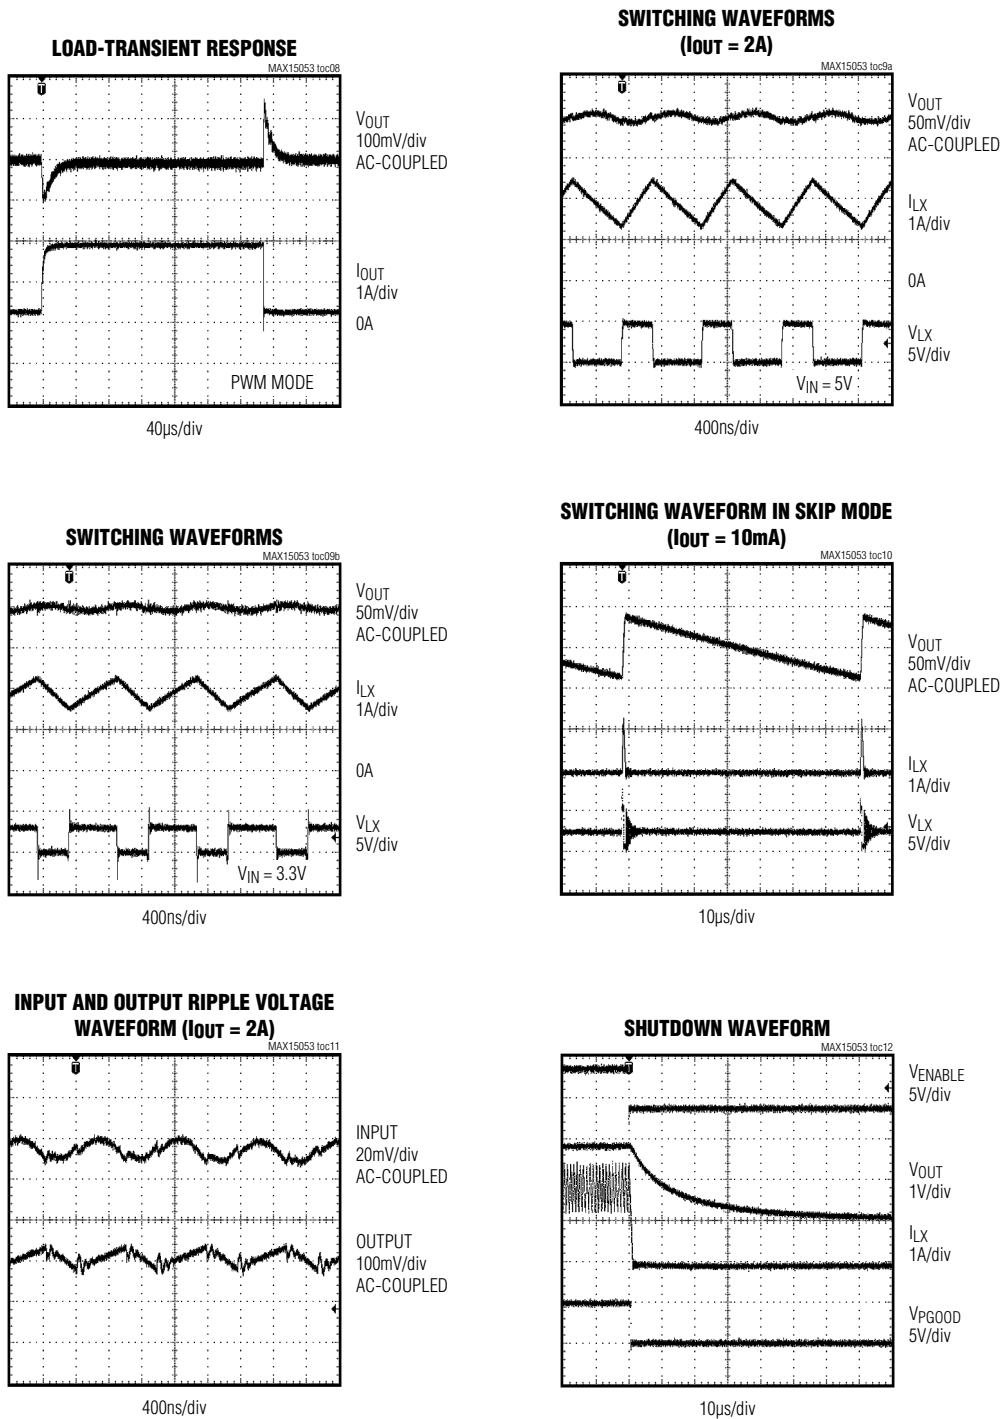 LOAD-TRANSIENT RESPONSE
MAX15053 toc08
T
VOUT
100mV/div
AC-COUPLED
IOUT
1A/div
0A
PWM MODE
40µs/div
SWITCHING WAVEFORMS
(IOUT = 2A)
MAX15053 toc9a
T
VOUT
50mV/div
AC-COUPLED
ILX
1A/div
0A
VLX
5V/div
VIN = 5V
400ns/div
SWITCHING WAVEFORMS
MAX15053 toc09b
T
VOUT
50mV/div
AC-COUPLED
ILX
1A/div
0A
VLX
5V/div
VIN = 3.3V
400ns/div
SWITCHING WAVEFORM IN SKIP MODE
(IOUT = 10mA)
MAX15053 toc10
T
VOUT
50mV/div
AC-COUPLED
ILX
1A/div
VLX
5V/div
10µs/div
INPUT AND OUTPUT RIPPLE VOLTAGE
WAVEFORM (IOUT = 2A)
MAX15053 toc11
T
INPUT
20mV/div
AC-COUPLED
OUTPUT
100mV/div
AC-COUPLED
400ns/div
SHUTDOWN WAVEFORM
MAX15053 toc12
T
VENABLE
5V/div
VOUT
1V/div
ILX
1A/div
VPGOOD
5V/div
10µs/div